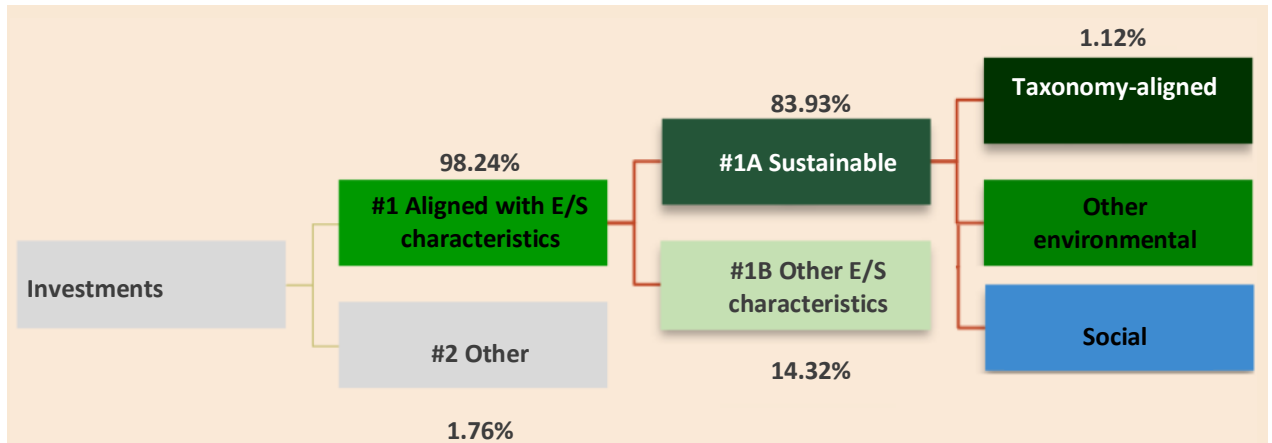 1.12%
Taxonomy-aligned
83.93%
#1A Sustainable
98.24%
#1 Aligned with E/S
characteristics
Other
environmental
#1B Other E/S
characteristics
Investments
Social
#2 Other
14.32%
1.76%